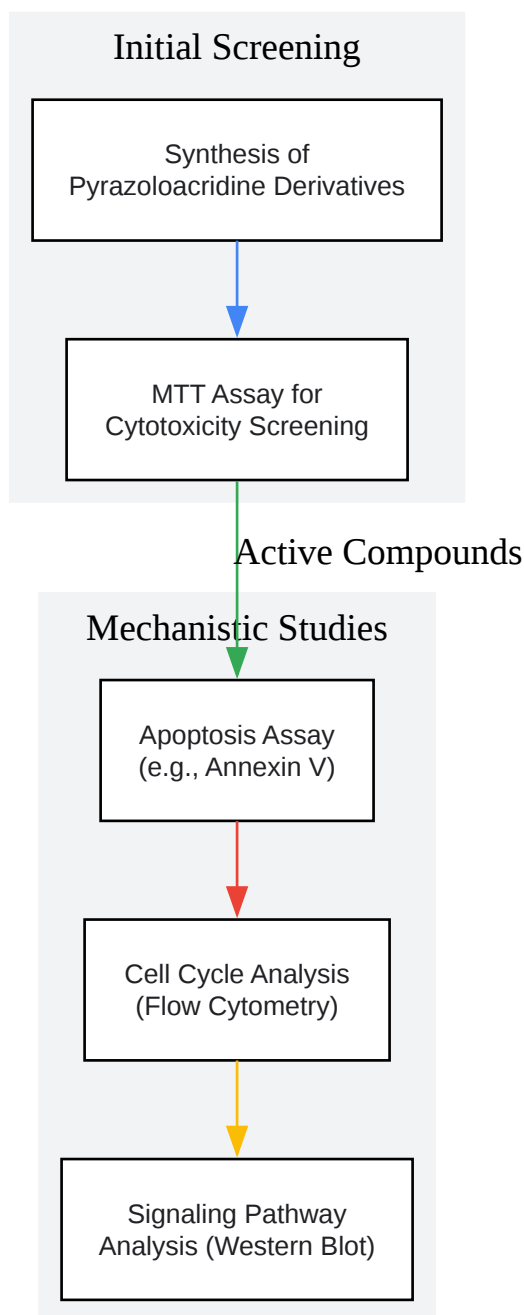 Initial Screening
Synthesis of
Pyrazoloacridine Derivatives
MTT Assay for
Cytotoxicity Screening
Active Compounds
Mechanistic Studies
Apoptosis Assay
(e.g., Annexin V)
Cell Cycle Analysis
(Flow Cytometry)
Signaling Pathway
Analysis (Western Blot)